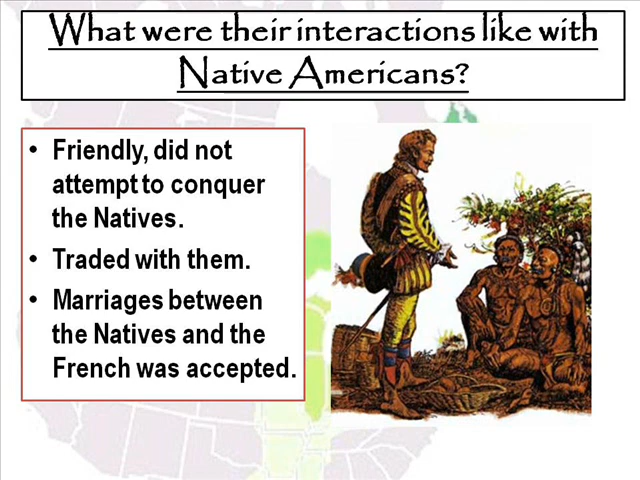 What were their interactions like with
Native Americans?
• Friendly, did not
attempt to conquer
the Natives.
• Traded with them.
• Marriages between
the Natives and the
French was accepted.